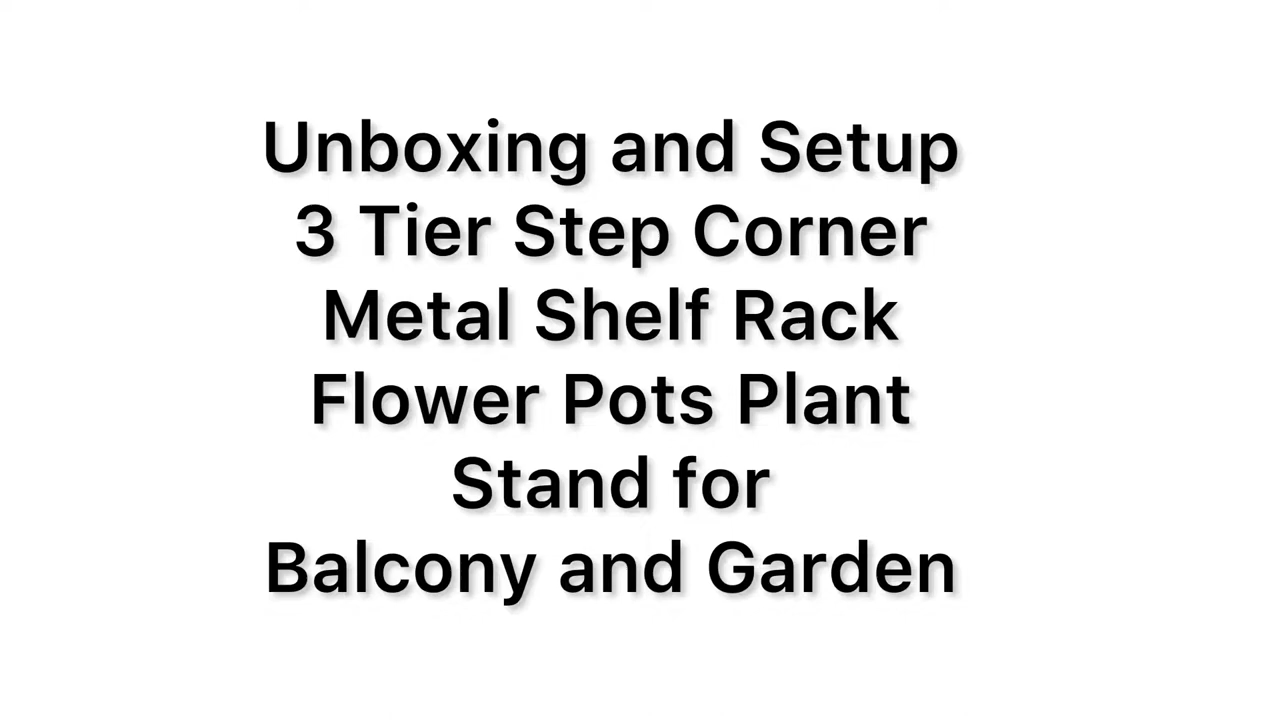 Unboxing and Setup
3 Tier Step Corner
Metal Shelf Rack
Flower Pots Plant
Stand for
Balcony and Garden